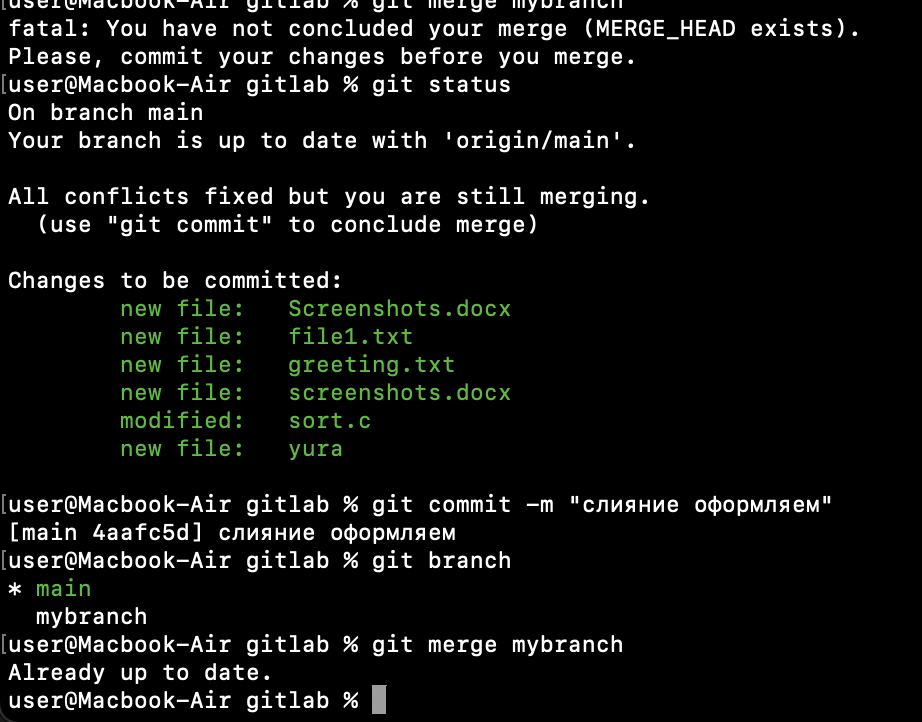 [user@Macbook-Air gitlab % git merge mybranch
fatal: You have not concluded your merge (MERGE_HEAD exists).
Please, commit your changes before you merge.
[user@Macbook-Air gitlab % git status
On branch main
Your branch is up to date with 'origin/main'.
All conflicts fixed but you are still merging.
(use "git commit" to conclude merge)
Changes to be committed:
new file: Screenshots.docx
new file: file1.txt
new file: greeting.txt
new file: screenshots.docx
modified: sort.c
new file: yura
[user@Macbook-Air gitlab % git commit -m "слияние оформляем"
[main 4aafc5d] слияние оформляем
[user@Macbook-Air gitlab % git branch
* main
mybranch
[user@Macbook-Air gitlab % git merge mybranch
Already up to date.
user@Macbook-Air gitlab %